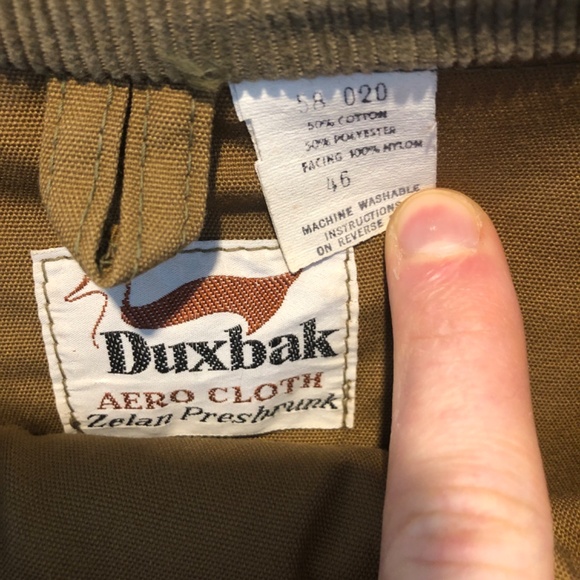 58 020
50% COTTON
50% POLYESTER
FACING 100% NYLON
46
MACHINE WASHABLE
INSTRUCTIONS
ON REVERSE
Duxbak
AERO CLOTH
Zelan Preshrunk